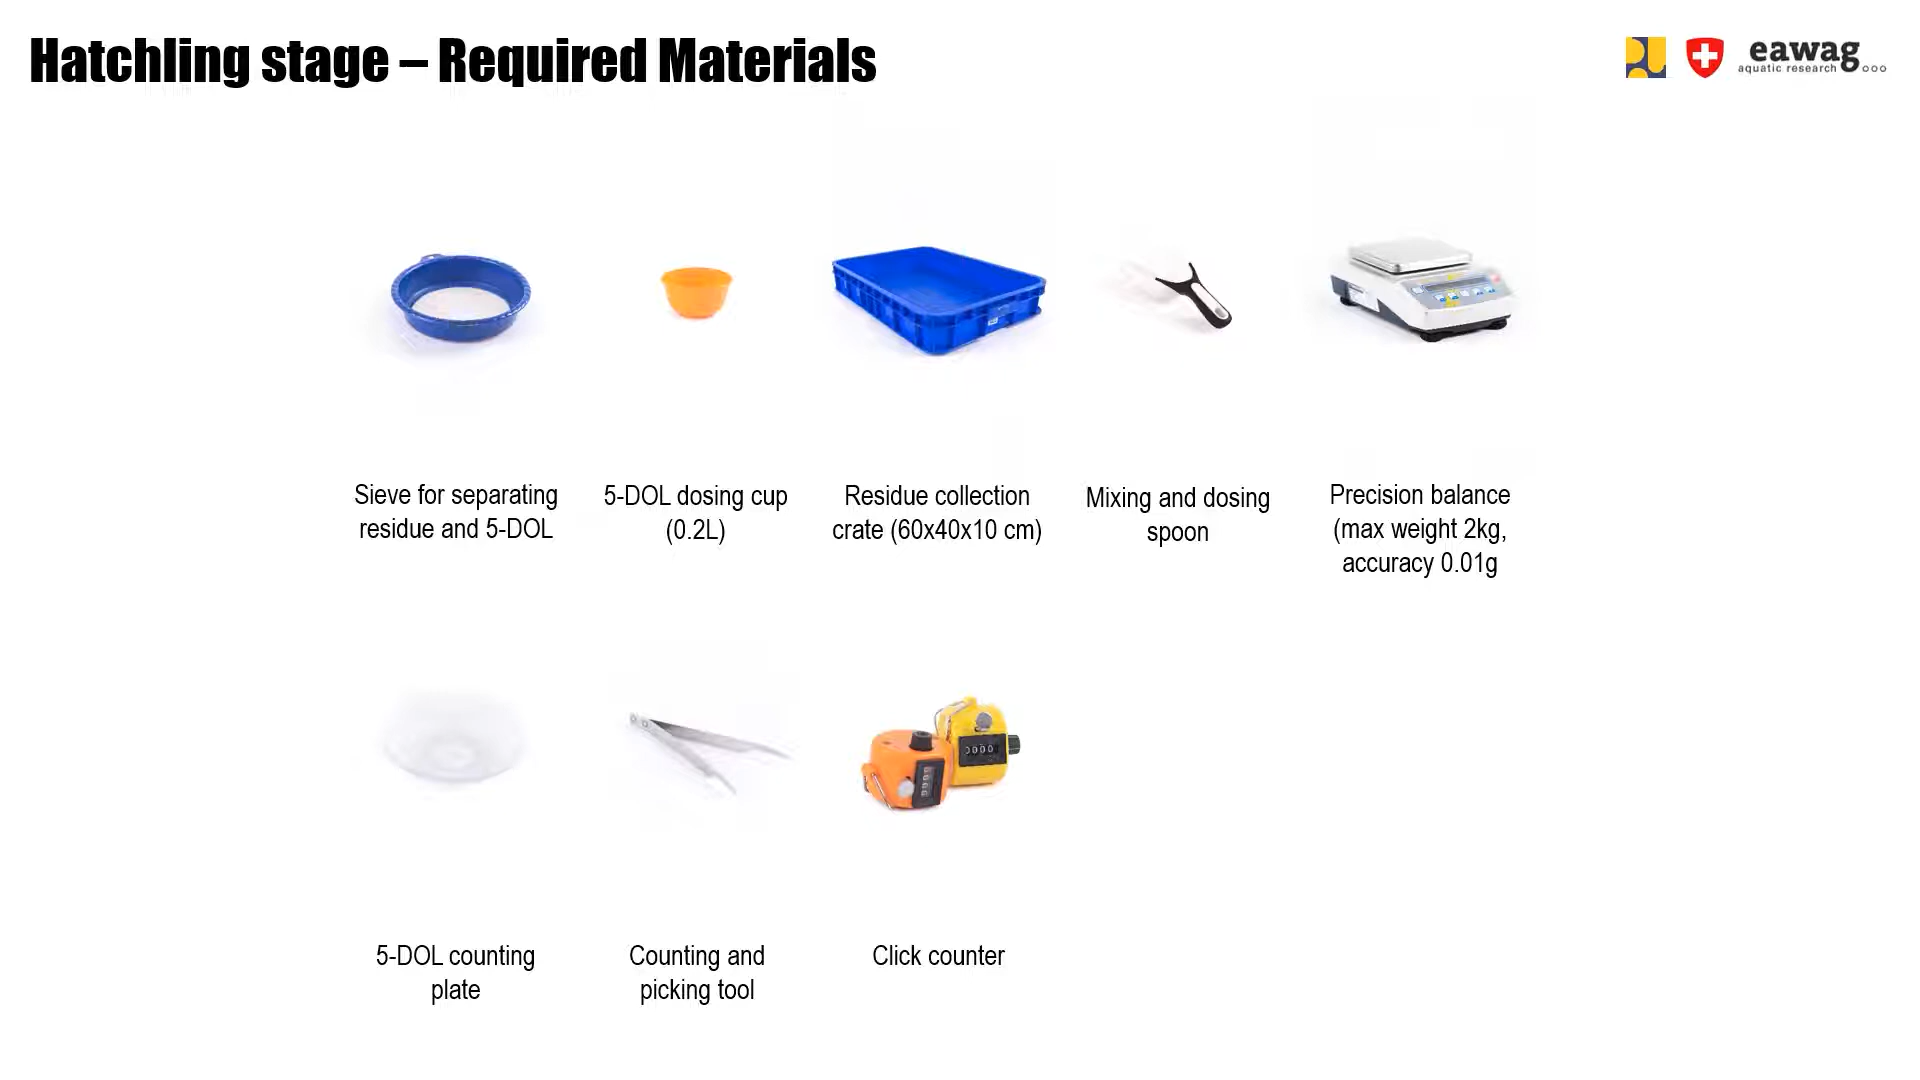 Hatchling stage – Required Materials
eawag
aquatic research
Sieve for separating
residue and 5-DOL
5-DOL dosing cup
(0.2L)
Residue collection
crate (60x40x10 cm)
Mixing and dosing
spoon
Precision balance
(max weight 2kg,
accuracy 0.01g
5-DOL counting
plate
Counting and
picking tool
Click counter